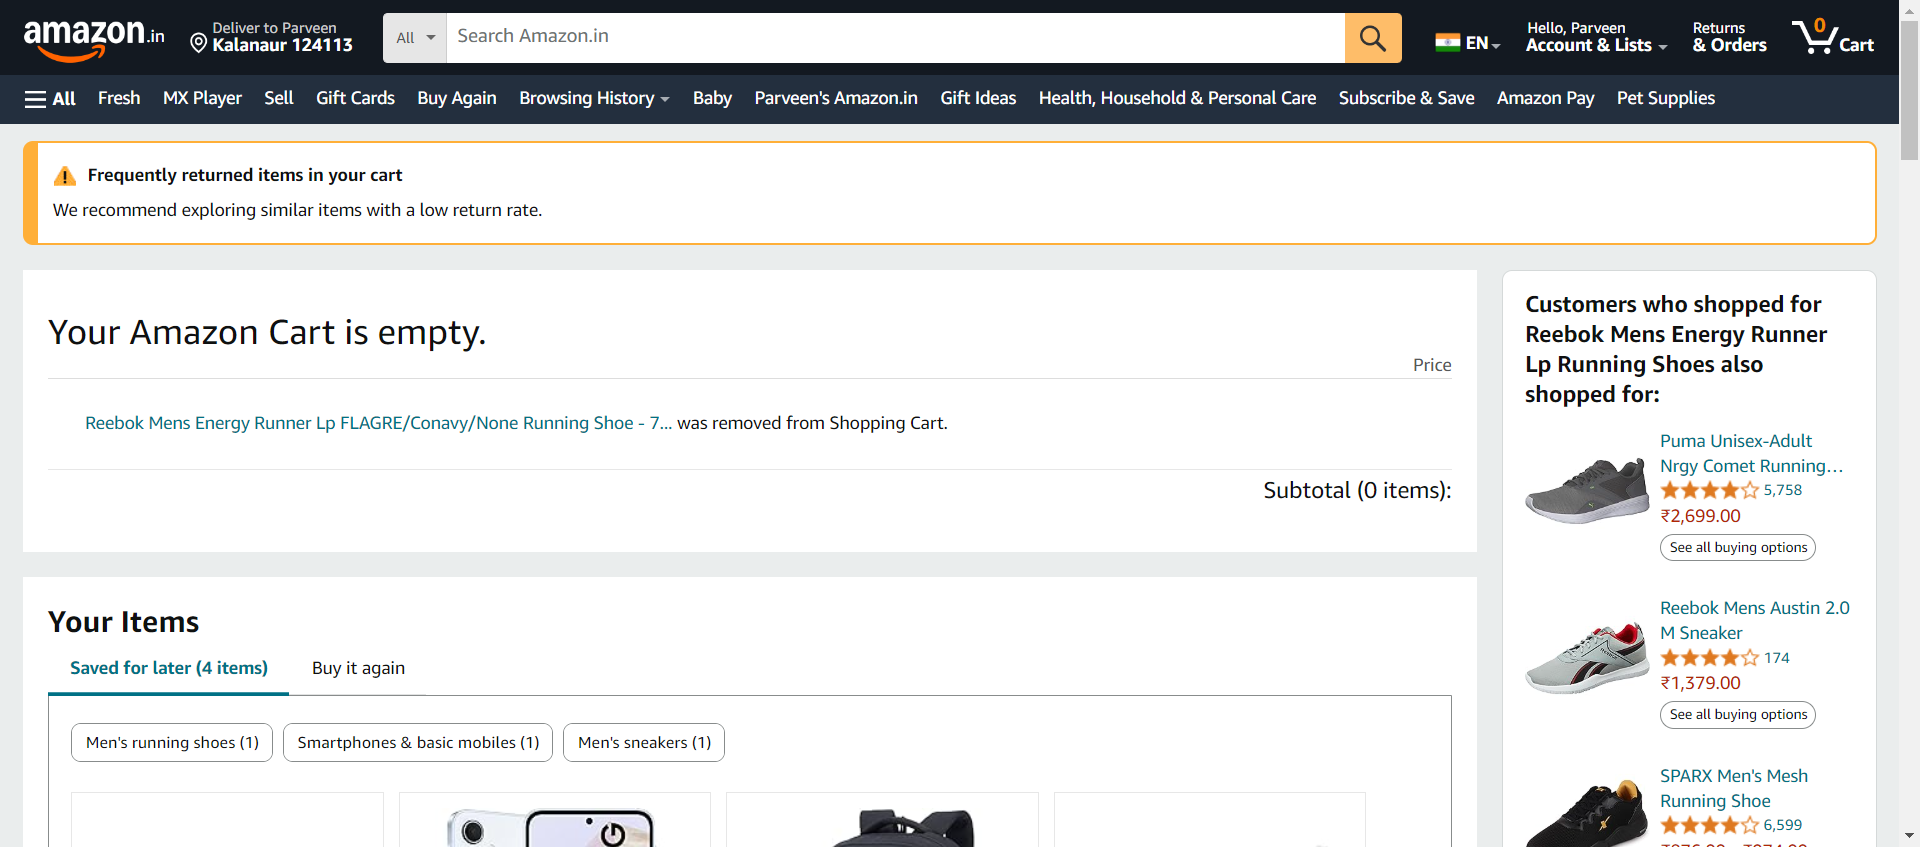 amazon.in
Deliver to Parveen
Kalanaur 124113
All
Search Amazon.in
EN
Hello, Parveen
Account & Lists
Returns
& Orders
0
Cart
All Fresh MX Player Sell Gift Cards Buy Again Browsing History Baby Parveen's Amazon.in Gift Ideas Health, Household & Personal Care Subscribe & Save Amazon Pay Pet Supplies
Frequently returned items in your cart
We recommend exploring similar items with a low return rate.
Your Amazon Cart is empty.
Price
Reebok Mens Energy Runner Lp FLAGRE/Conavy/None Running Shoe - 7... was removed from Shopping Cart.
Subtotal (0 items):
Your Items
Saved for later (4 items) Buy it again
Men's running shoes (1) Smartphones & basic mobiles (1) Men's sneakers (1)
Customers who shopped for
Reebok Mens Energy Runner
Lp Running Shoes also
shopped for:
Puma Unisex-Adult
Nrgy Comet Running…
5,758
₹2,699.00
See all buying options
Reebok Mens Austin 2.0
M Sneaker
174
₹1,379.00
See all buying options
SPARX Men's Mesh
Running Shoe
6,599